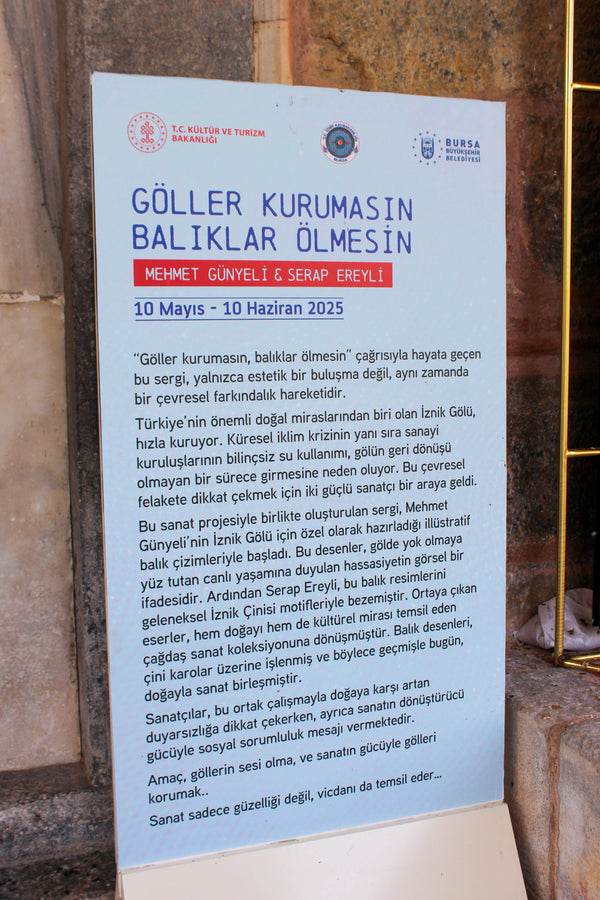 T.C. KÜLTÜR VE TURİZM
BAKANLIĞI
BURSA
BÜYÜKŞEHİR
BELEDİYESİ
GÖLLER KURUMASIN
BALIKLAR ÖLMESİN
MEHMET GÜNYELİ & SERAP EREYLİ
10 Mayıs - 10 Haziran 2025
“Göller kurumasın, balıklar ölmesin” çağrısıyla hayata geçen
bu sergi, yalnızca estetik bir buluşma değil, aynı zamanda
bir çevresel farkındalık hareketidir.
Türkiye’nin önemli doğal miraslarından biri olan İznik Gölü,
hızla kuruyor. Küresel iklim krizinin yanı sıra sanayi
kuruluşlarının bilinçsiz su kullanımı, gölün geri dönüşü
olmayan bir sürece girmesine neden oluyor. Bu çevresel
felakete dikkat çekmek için iki güçlü sanatçı bir araya geldi.
Bu sanat projesiyle birlikte oluşturulan sergi, Mehmet
Günyeli’nin İznik Gölü için özel olarak hazırladığı illüstratif
balık çizimleriyle başladı. Bu desenler, gölde yok olmaya
yüz tutan canlı yaşamına duyulan hassasiyetin görsel bir
ifadesidir. Ardından Serap Ereyli, bu balık resimlerini
geleneksel İznik Çinisi motifleriyle bezemiştir. Ortaya çıkan
eserler, hem doğayı hem de kültürel mirası temsil eden
çağdaş sanat koleksiyonuna dönüşmüştür. Balık desenleri,
çini karolar üzerine işlenmiş ve böylece geçmişle bugün,
doğayla sanat birleşmiştir.
Sanatçılar, bu ortak çalışmayla doğaya karşı artan
duyarsızlığa dikkat çekerken, ayrıca sanatın dönüştürücü
gücüyle sosyal sorumluluk mesajı vermektedir.
Amaç, göllerin sesi olma, ve sanatın gücüyle gölleri
korumak..
Sanat sadece güzelliği değil, vicdanı da temsil eder...